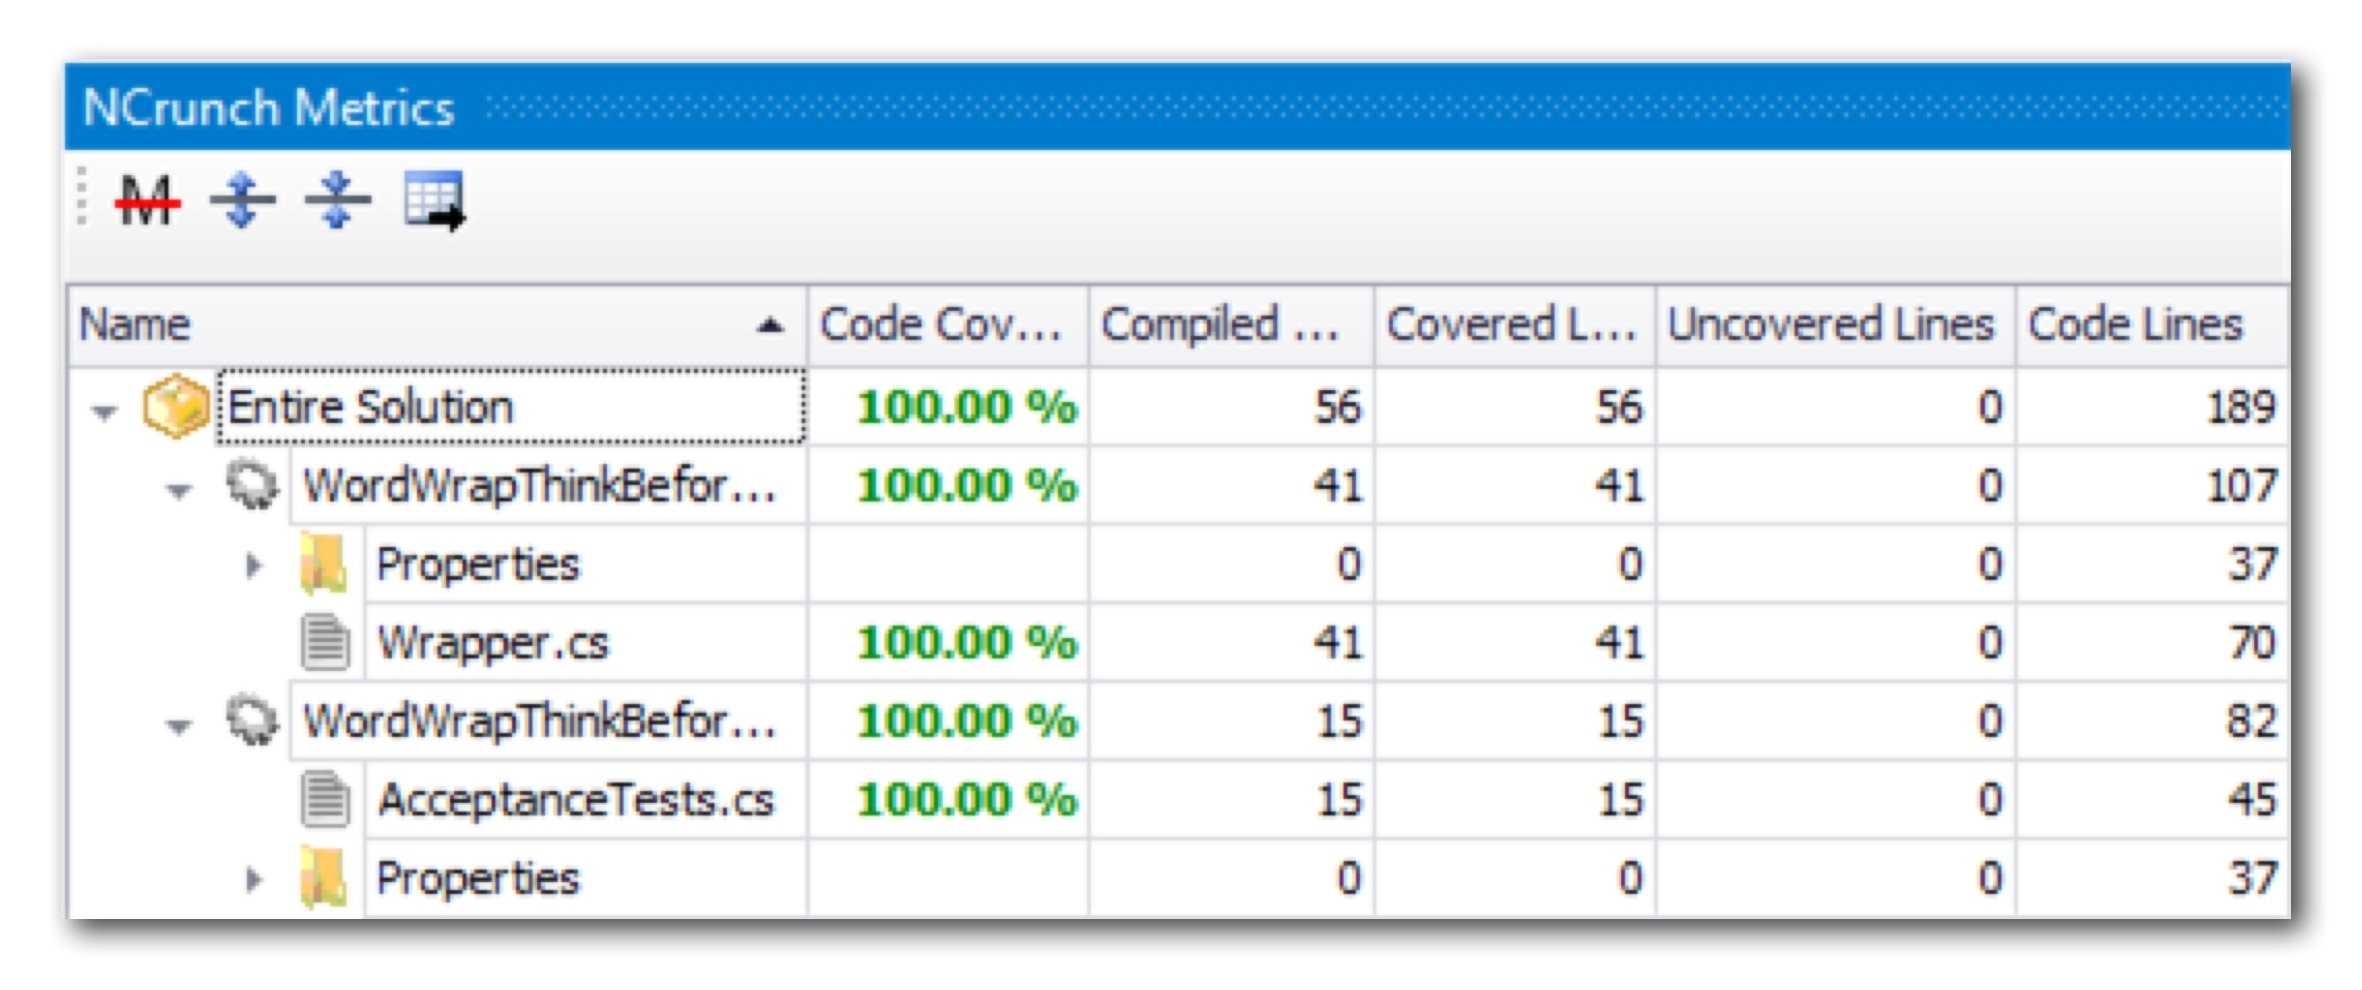 NCrunch Metrics
M
Name Code Cov... Compiled ... Covered L... Uncovered Lines Code Lines
Entire Solution 100.00 % 56 56 0 189
WordWrapThinkBefor... 100.00 % 41 41 0 107
Properties 0 0 0 37
Wrapper.cs 100.00 % 41 41 0 70
WordWrapThinkBefor... 100.00 % 15 15 0 82
AcceptanceTests.cs 100.00 % 15 15 0 45
Properties 0 0 0 37